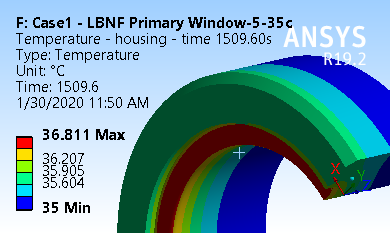 F: Case1 - LBNF Primary Window-5-35c
Temperature - housing - time 1509.60s
Type: Temperature
Unit: °C
Time: 1509.6
1/30/2020 11:50 AM
ANSYS
R19.2
36.811 Max
36.207
35.905
35.604
35 Min
X
Y
Z